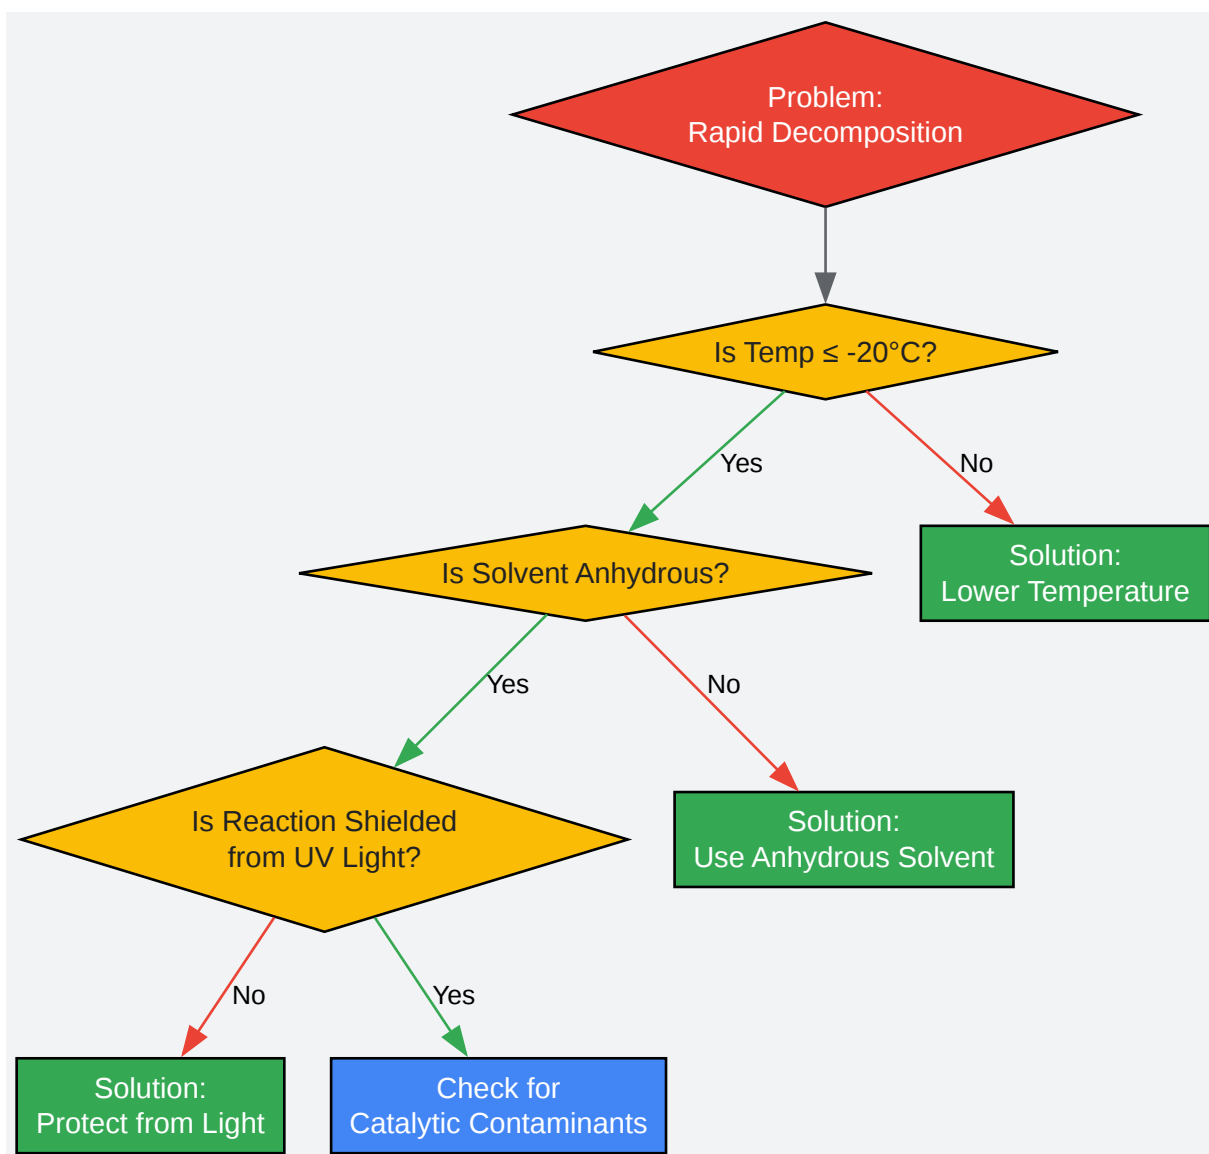 Problem:
Rapid Decomposition
Is Temp ≤ -20°C?
Yes
No
Is Solvent Anhydrous?
Solution:
Lower Temperature
Yes
No
Is Reaction Shielded
from UV Light?
Solution:
Use Anhydrous Solvent
No
Yes
Solution:
Protect from Light
Check for
Catalytic Contaminants